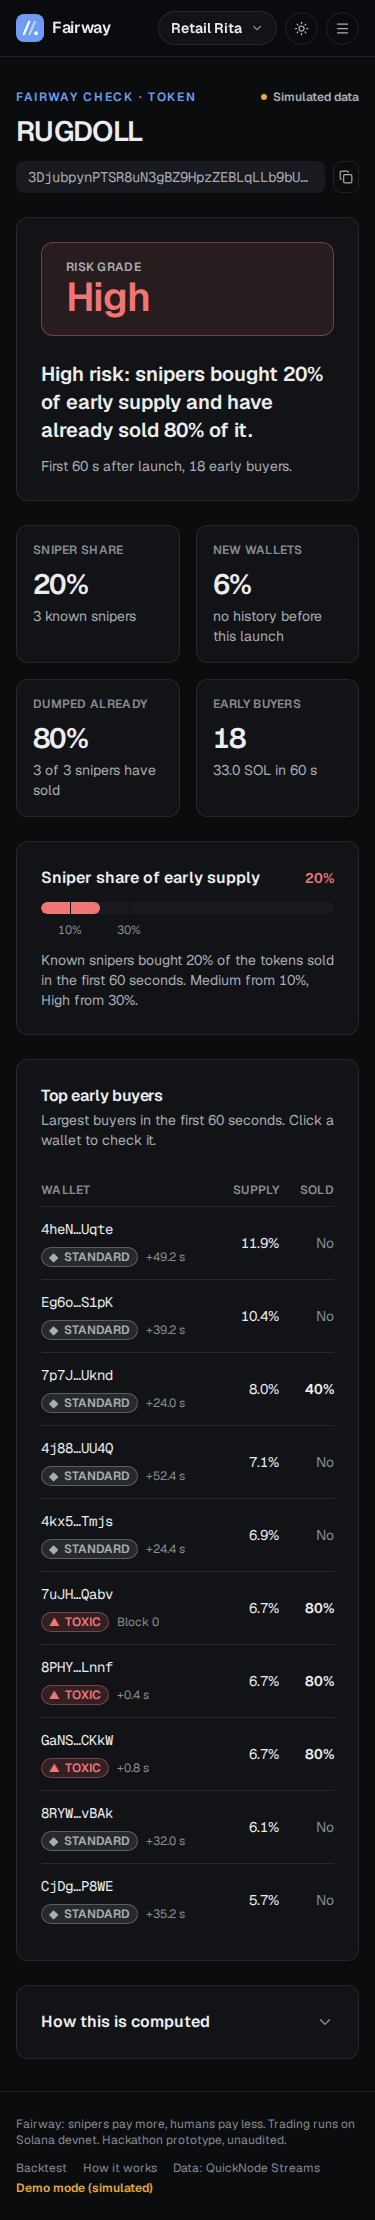 Fairway
Retail Rita
FAIRWAY CHECK · TOKEN
Simulated data
RUGDOLL
3DjubpynPTSR8uN3gBZ9HpzZEBLqLLb9bU…
RISK GRADE
High
High risk: snipers bought 20%
of early supply and have
already sold 80% of it.
First 60 s after launch, 18 early buyers.
SNIPER SHARE
20%
3 known snipers
NEW WALLETS
6%
no history before
this launch
DUMPED ALREADY
80%
3 of 3 snipers have
sold
EARLY BUYERS
18
33.0 SOL in 60 s
Sniper share of early supply 20%
10% 30%
Known snipers bought 20% of the tokens sold
in the first 60 seconds. Medium from 10%,
High from 30%.
Top early buyers
Largest buyers in the first 60 seconds. Click a
wallet to check it.
WALLET SUPPLY SOLD
4heN…Uqte
◆ STANDARD +49.2 s 11.9% No
Eg6o…S1pK
◆ STANDARD +39.2 s 10.4% No
7p7J…Uknd
◆ STANDARD +24.0 s 8.0% 40%
4j88…UU4Q
◆ STANDARD +52.4 s 7.1% No
4kx5…Tmjs
◆ STANDARD +24.4 s 6.9% No
7uJH…Qabv
▲ TOXIC Block 0 6.7% 80%
8PHY…Lnnf
▲ TOXIC +0.4 s 6.7% 80%
GaNS…CKkW
▲ TOXIC +0.8 s 6.7% 80%
8RYW…vBAk
◆ STANDARD +32.0 s 6.1% No
CjDg…P8WE
◆ STANDARD +35.2 s 5.7% No
How this is computed
Fairway: snipers pay more, humans pay less. Trading runs on
Solana devnet. Hackathon prototype, unaudited.
Backtest How it works Data: QuickNode Streams
Demo mode (simulated)